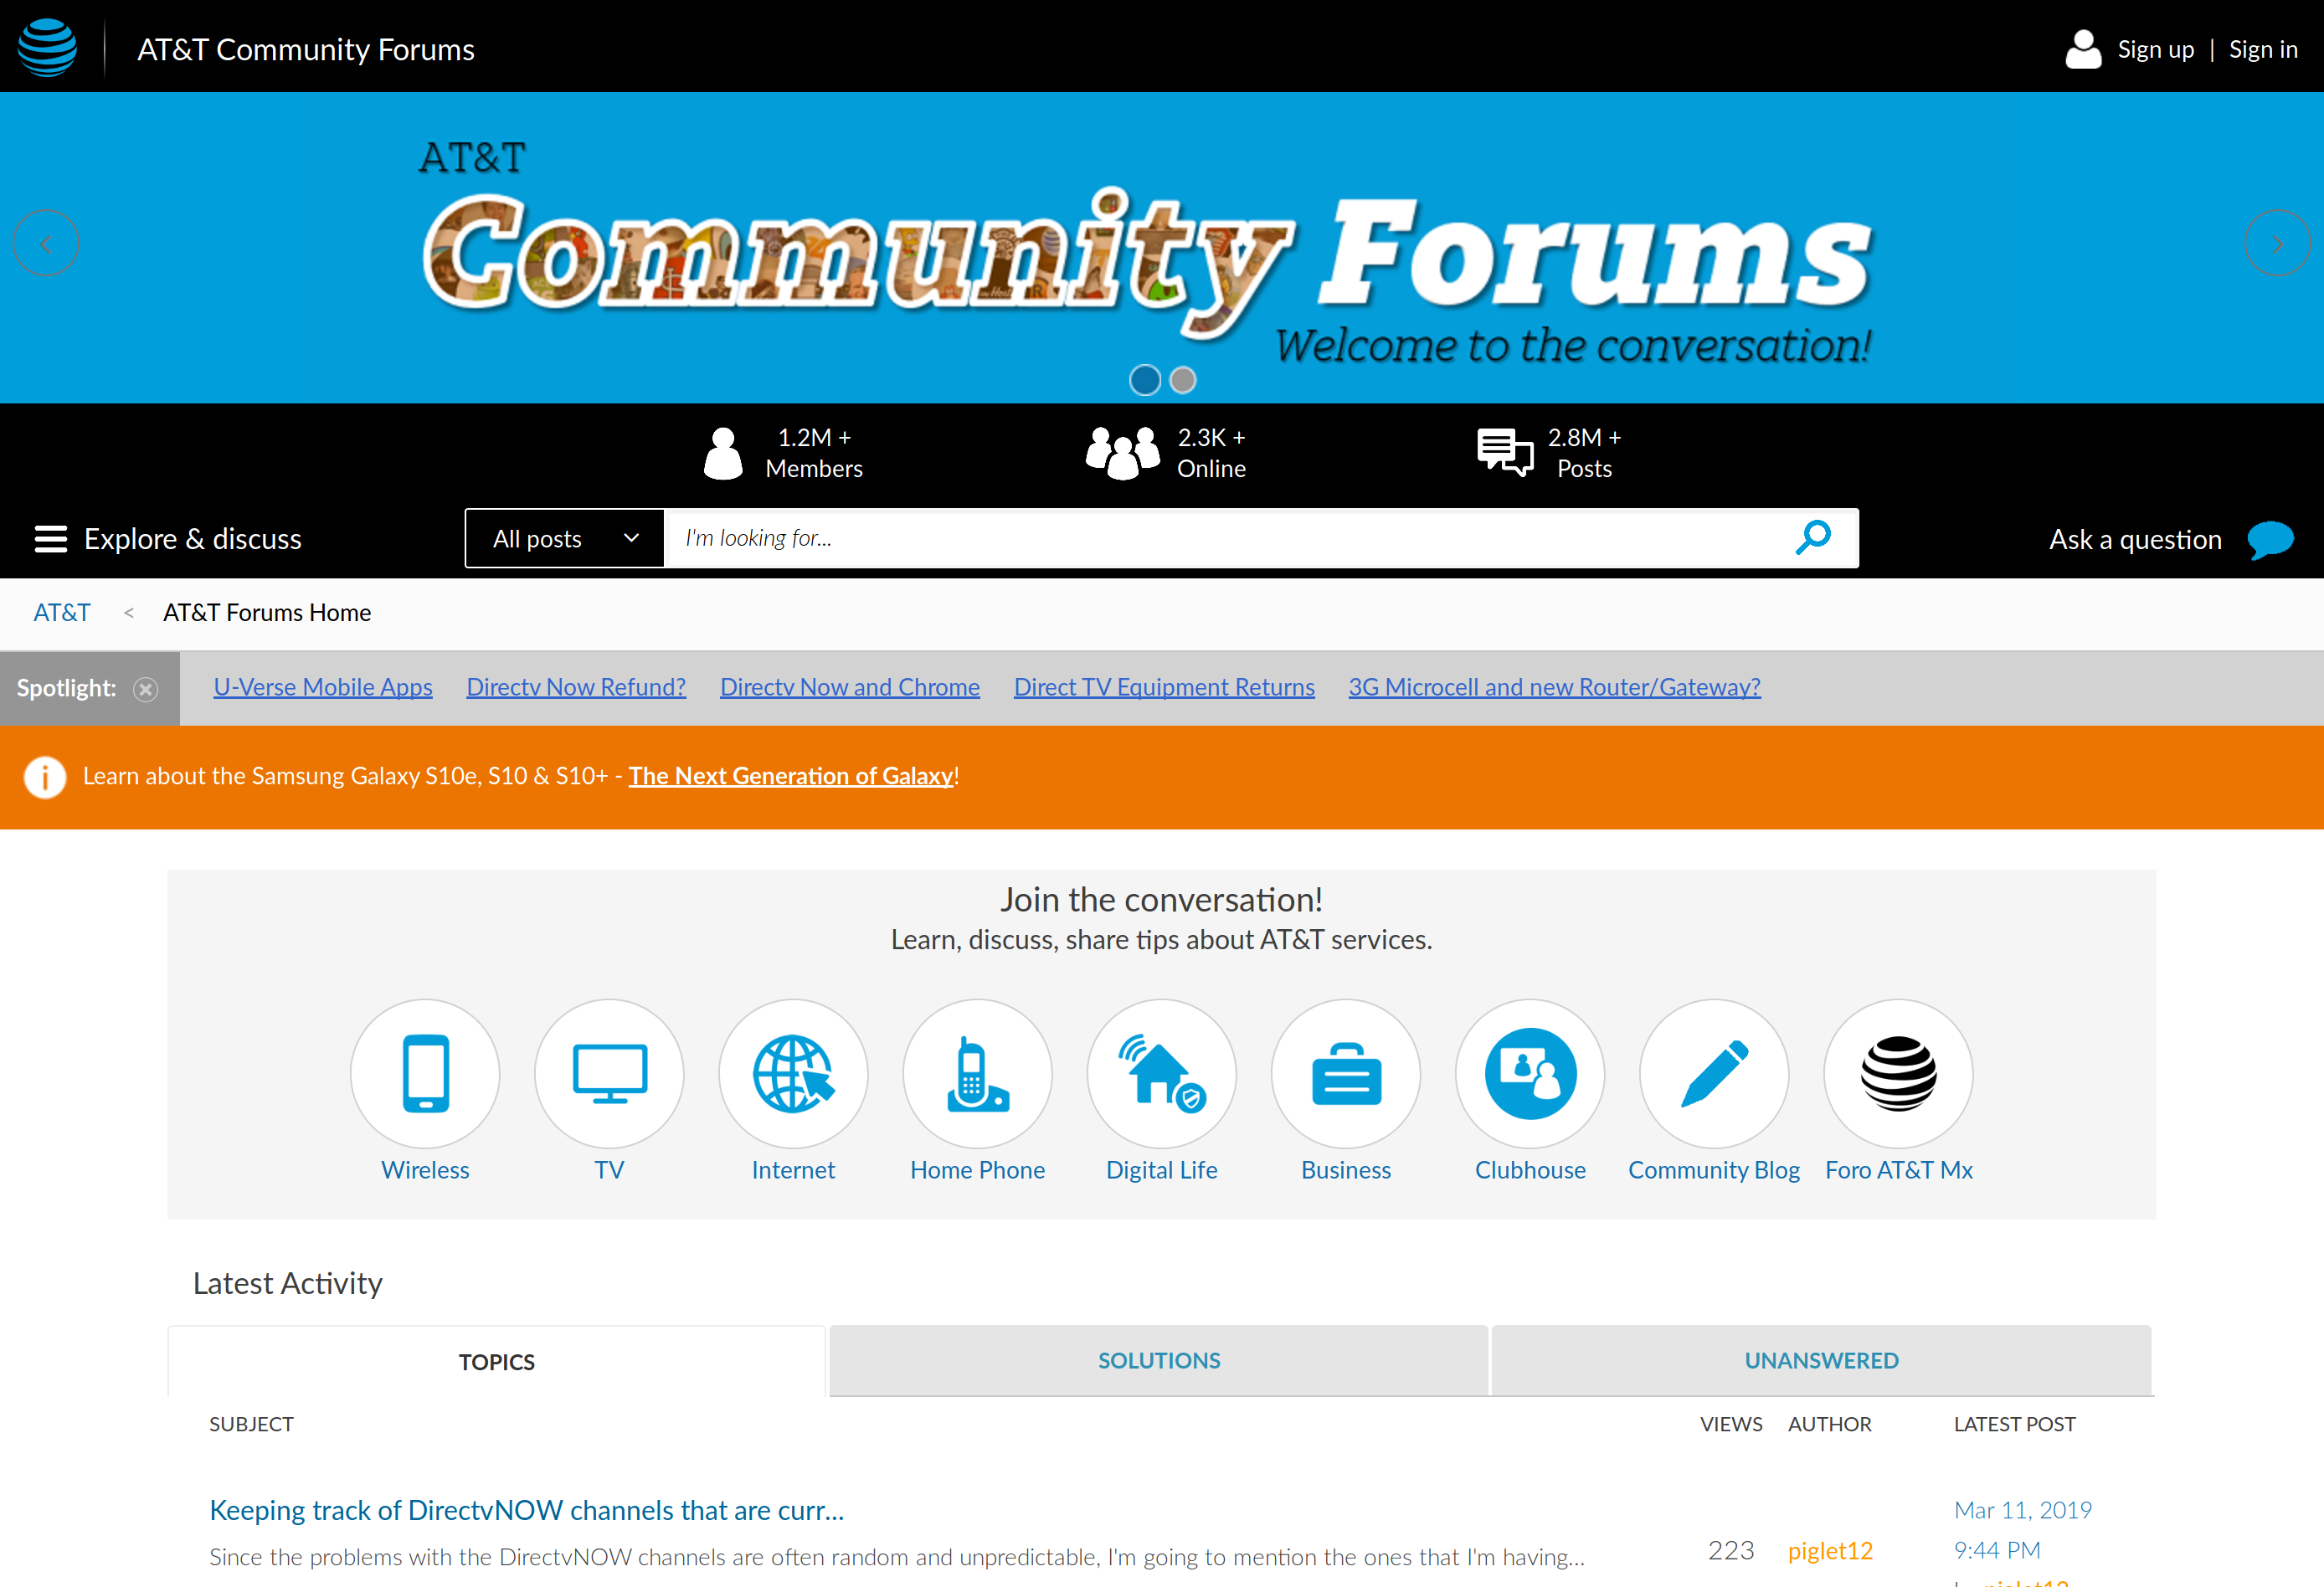 AT&T Community Forums
Sign up | Sign in
AT&T
Community Forums
Welcome to the conversation!
1.2M +
Members
2.3K +
Online
2.8M +
Posts
Explore & discuss
All posts
I'm looking for...
Ask a question
AT&T < AT&T Forums Home
Spotlight: U-Verse Mobile Apps Directv Now Refund? Directv Now and Chrome Direct TV Equipment Returns 3G Microcell and new Router/Gateway?
Learn about the Samsung Galaxy S10e, S10 & S10+ - The Next Generation of Galaxy!
Join the conversation!
Learn, discuss, share tips about AT&T services.
Wireless TV Internet Home Phone Digital Life Business Clubhouse Community Blog Foro AT&T Mx
Latest Activity
TOPICS SOLUTIONS UNANSWERED
SUBJECT VIEWS AUTHOR LATEST POST
Keeping track of DirectvNOW channels that are curr...
Since the problems with the DirectvNOW channels are often random and unpredictable, I'm going to mention the ones that I'm having...
223
piglet12
Mar 11, 2019
9:44 PM